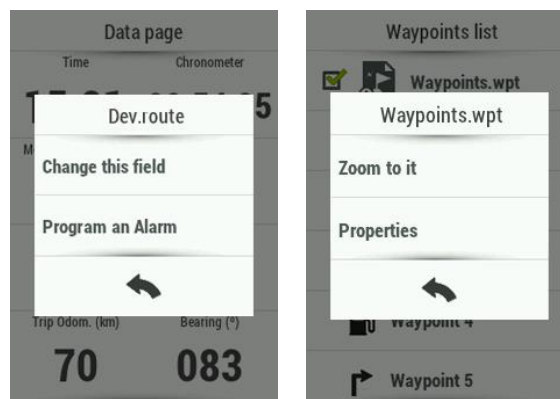 Data page
Time
Chronometer
5
Dev.route
Change this field
Program an Alarm
Trip Odom. (km)
Bearing (º)
70
083
Waypoints list
Waypoints.wpt
Waypoints.wpt
Zoom to it
Properties
Waypoint 4
Waypoint 5